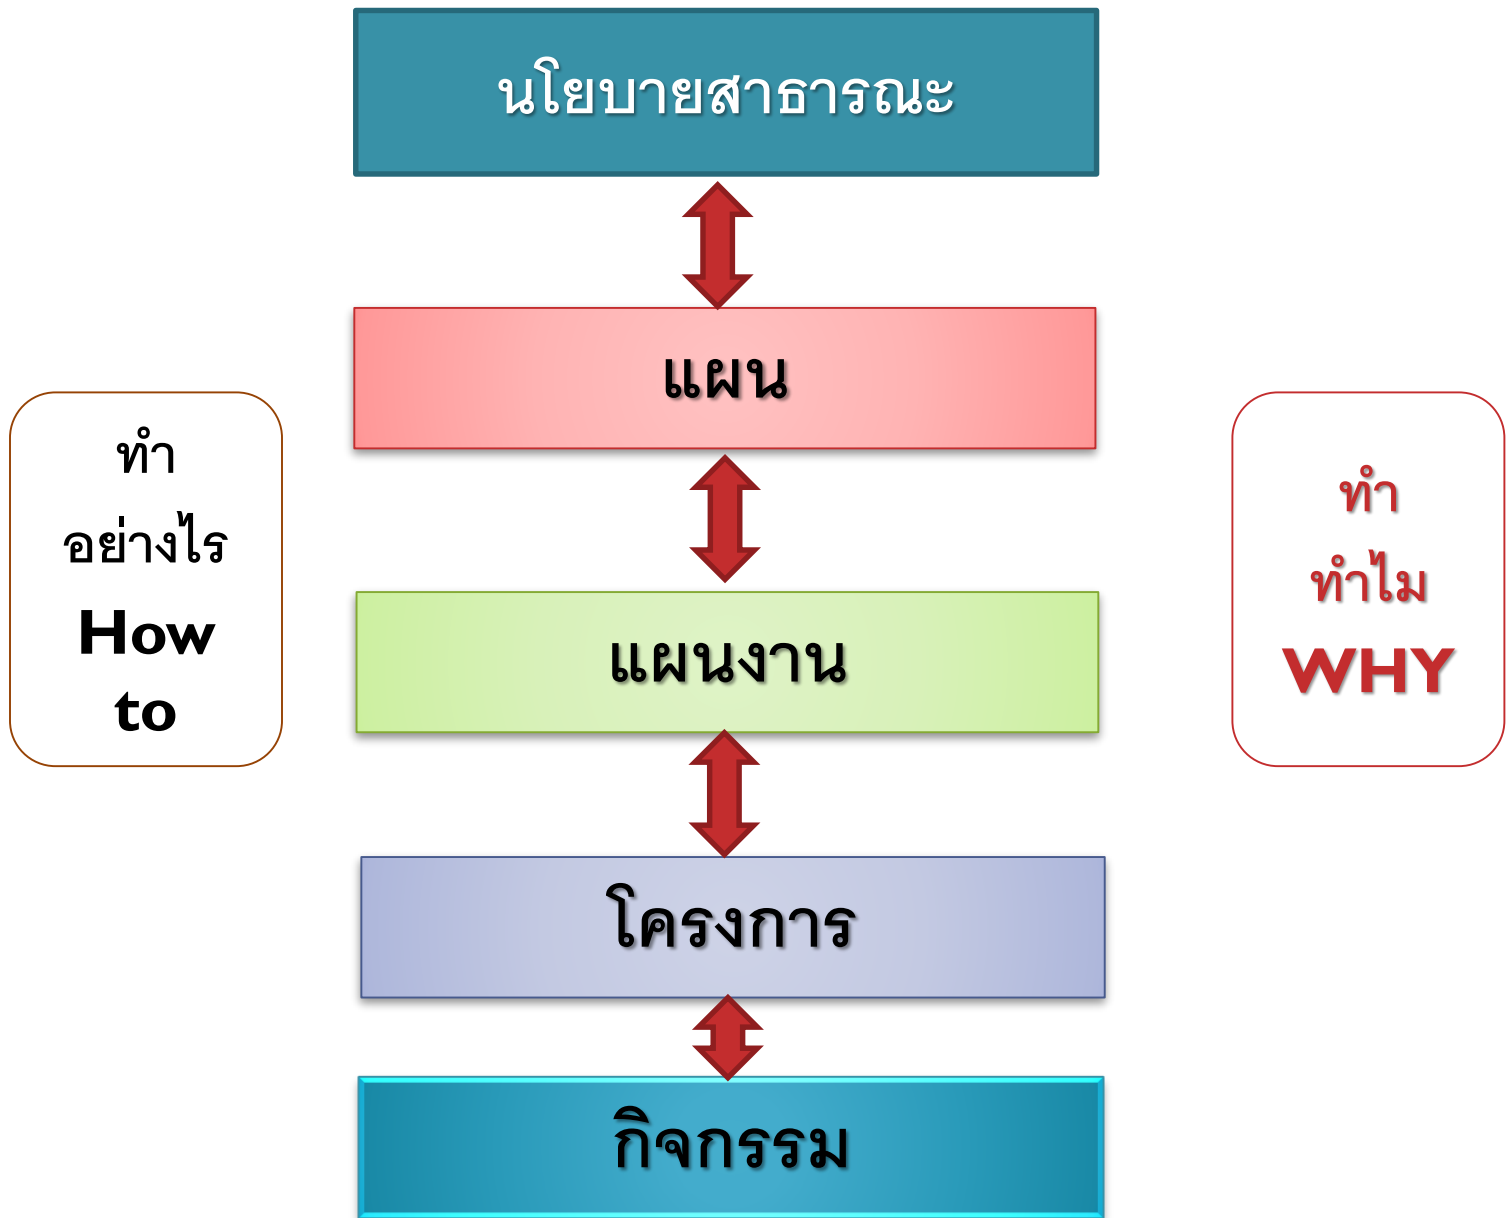 นโยบายสาธารณะ
แผน
ทำ
อย่างไร
How
to
ทำ
ทำไม
WHY
แผนงาน
โครงการ
กิจกรรม